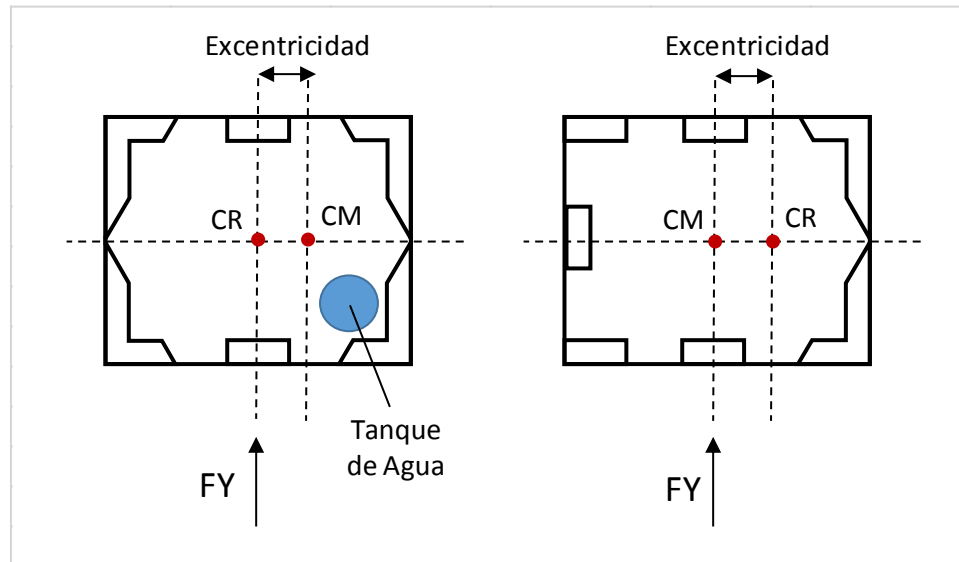 Excentricidad
CR
CM
Tanque
de Agua
FY
Excentricidad
CM
CR
FY